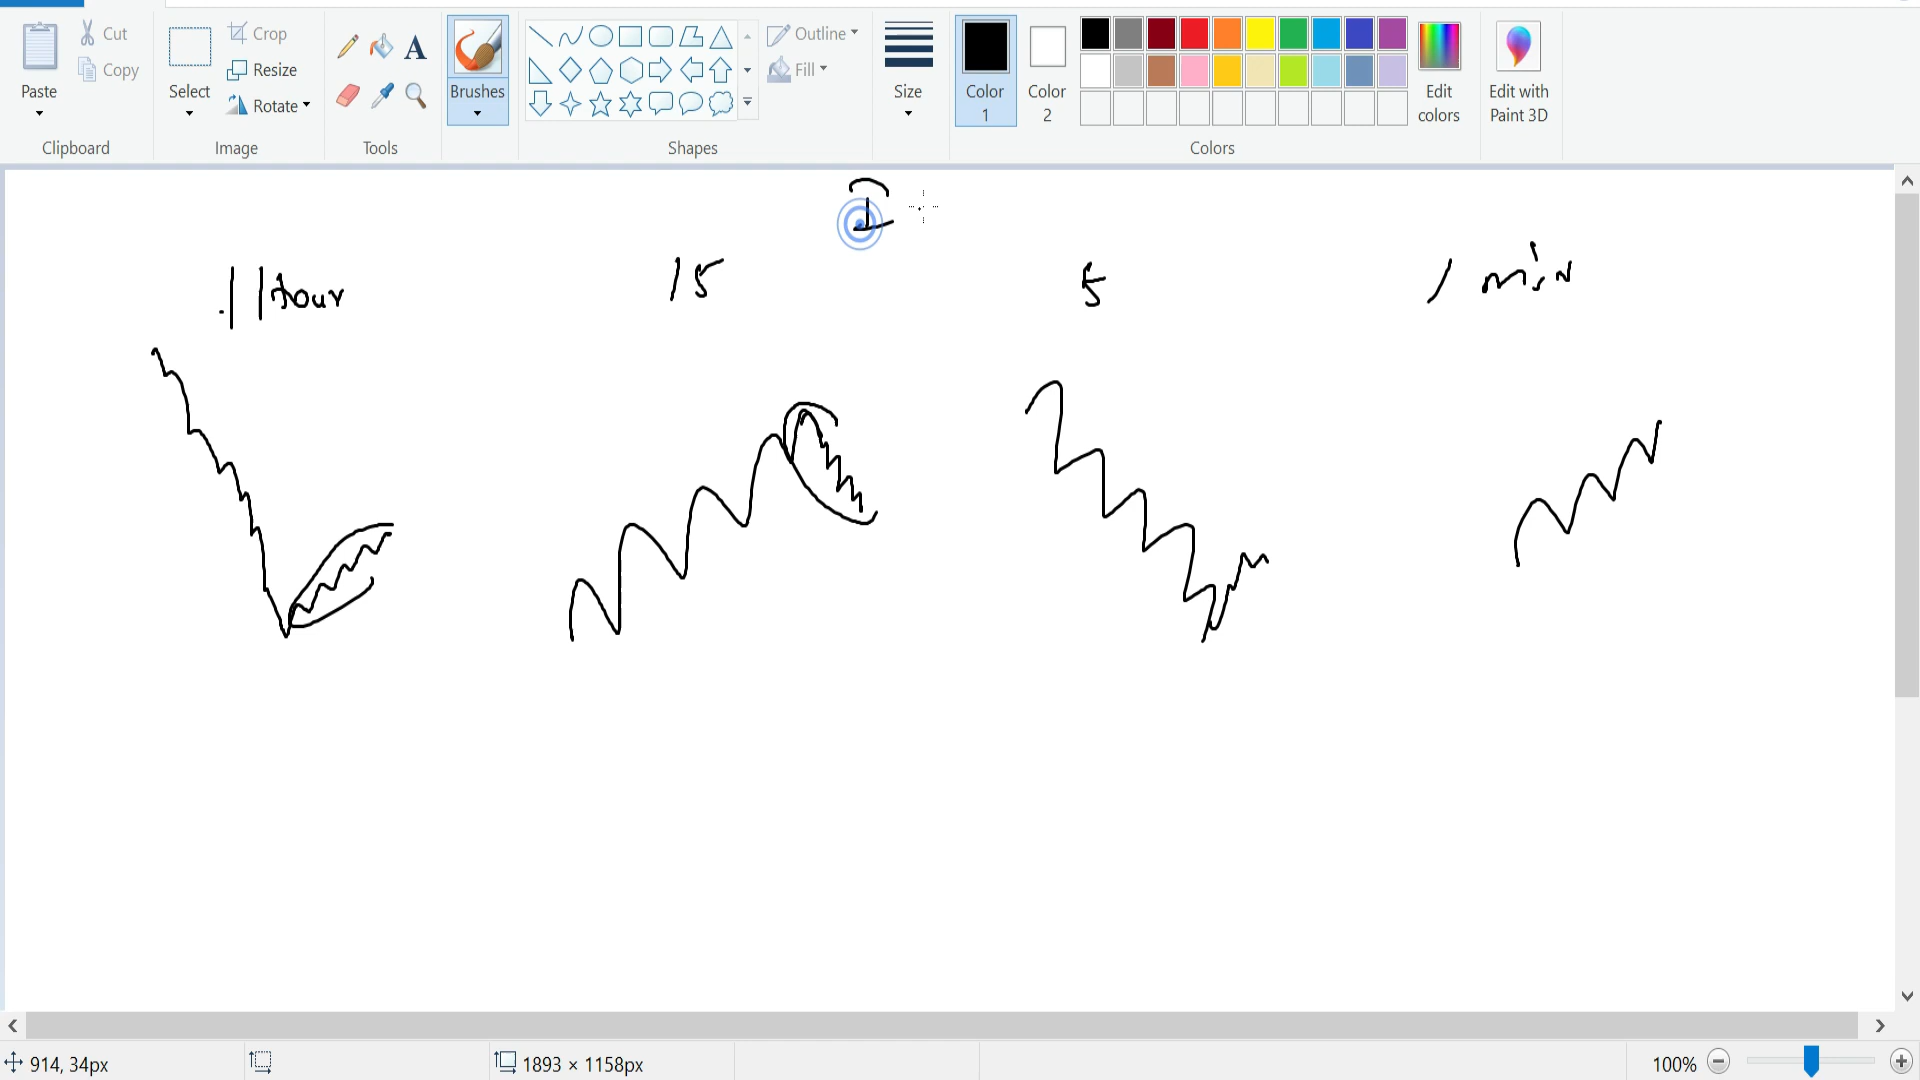 Cut
Copy
Paste
Clipboard
Crop
Resize
Rotate
Select
Image
Tools
Brushes
Shapes
Outline
Fill
Size
Color 1
Color 2
Colors
Edit colors
Edit with Paint 3D
1 Hour
15
5
1 min
914, 34px
1893 × 1158px
100%